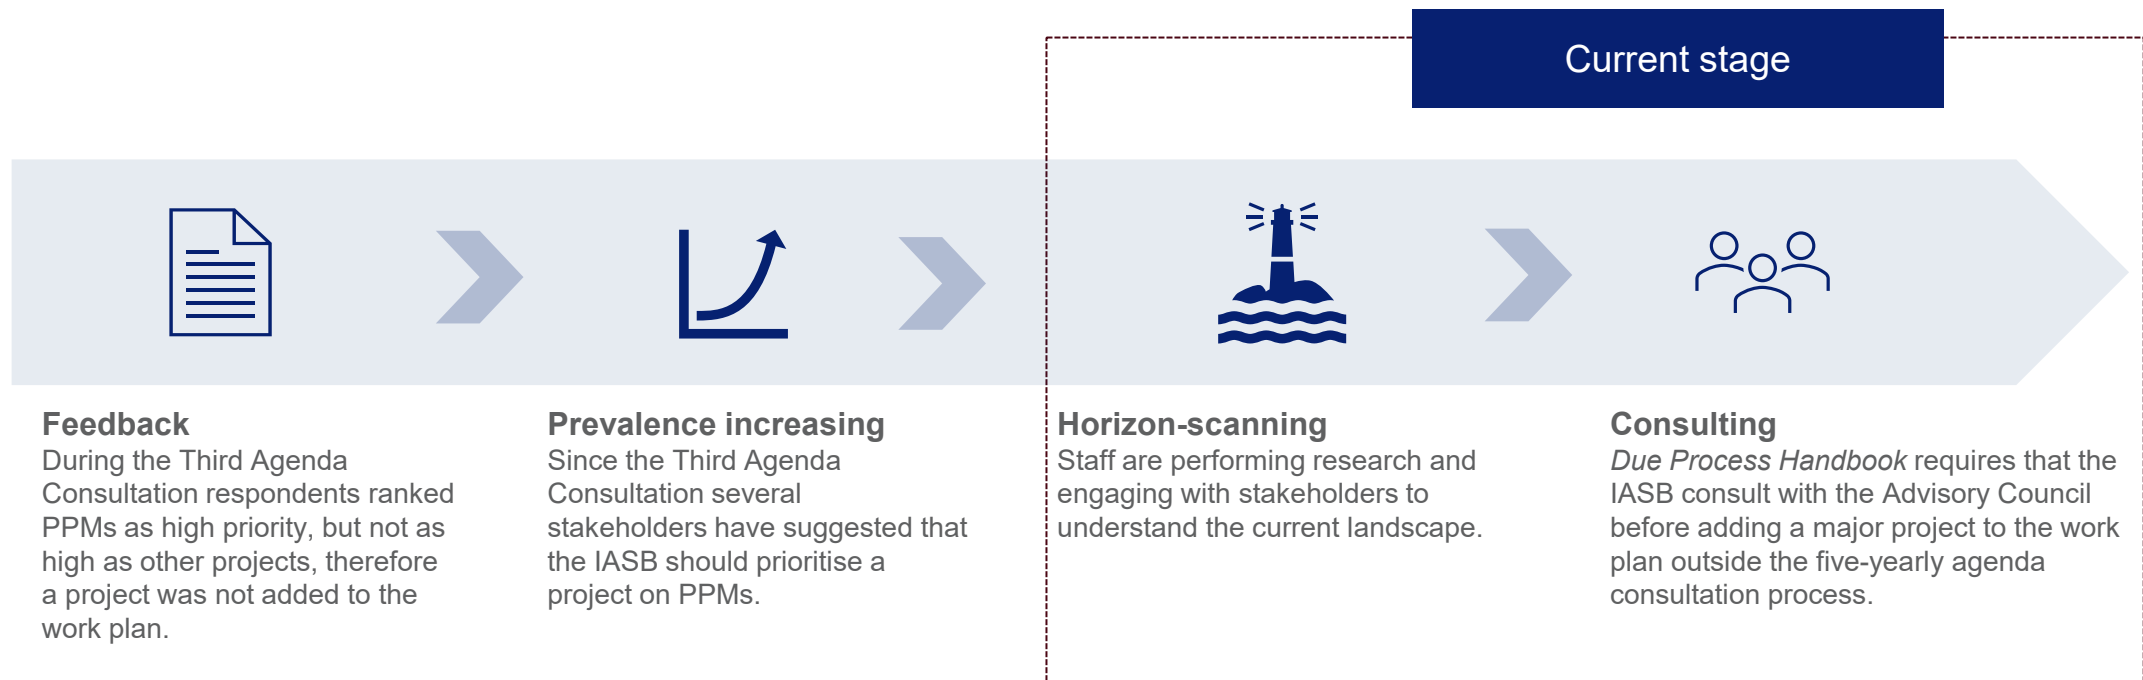 Current stage
Feedback
During the Third Agenda
Consultation respondents ranked
PPMs as high priority, but not as
high as other projects, therefore
a project was not added to the
work plan.
Prevalence increasing
Since the Third Agenda
Consultation several
stakeholders have suggested that
the IASB should prioritise a
project on PPMs.
Horizon-scanning
Staff are performing research and
engaging with stakeholders to
understand the current landscape.
Consulting
Due Process Handbook requires that the
IASB consult with the Advisory Council
before adding a major project to the work
plan outside the five-yearly agenda
consultation process.